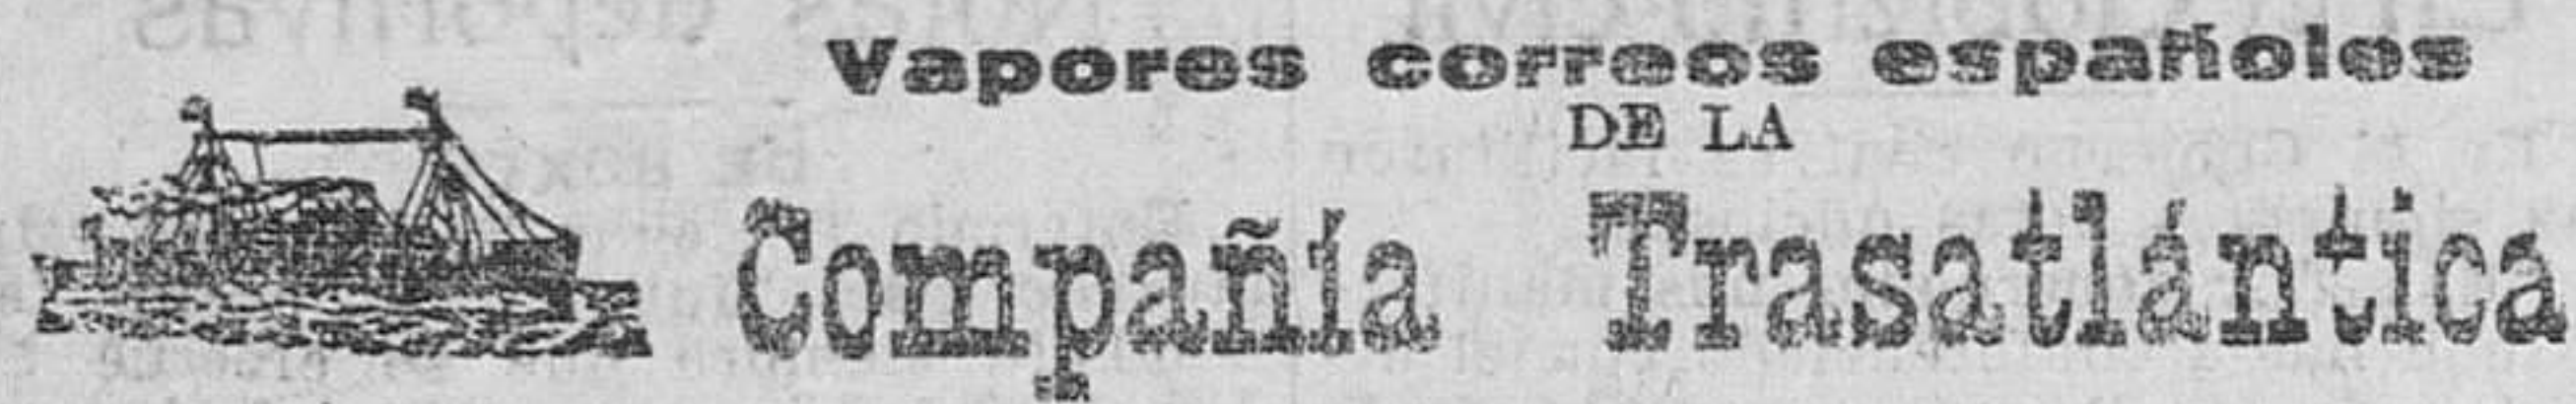 Vapores correos españoles
DE LA
Compañía Trasatlántica